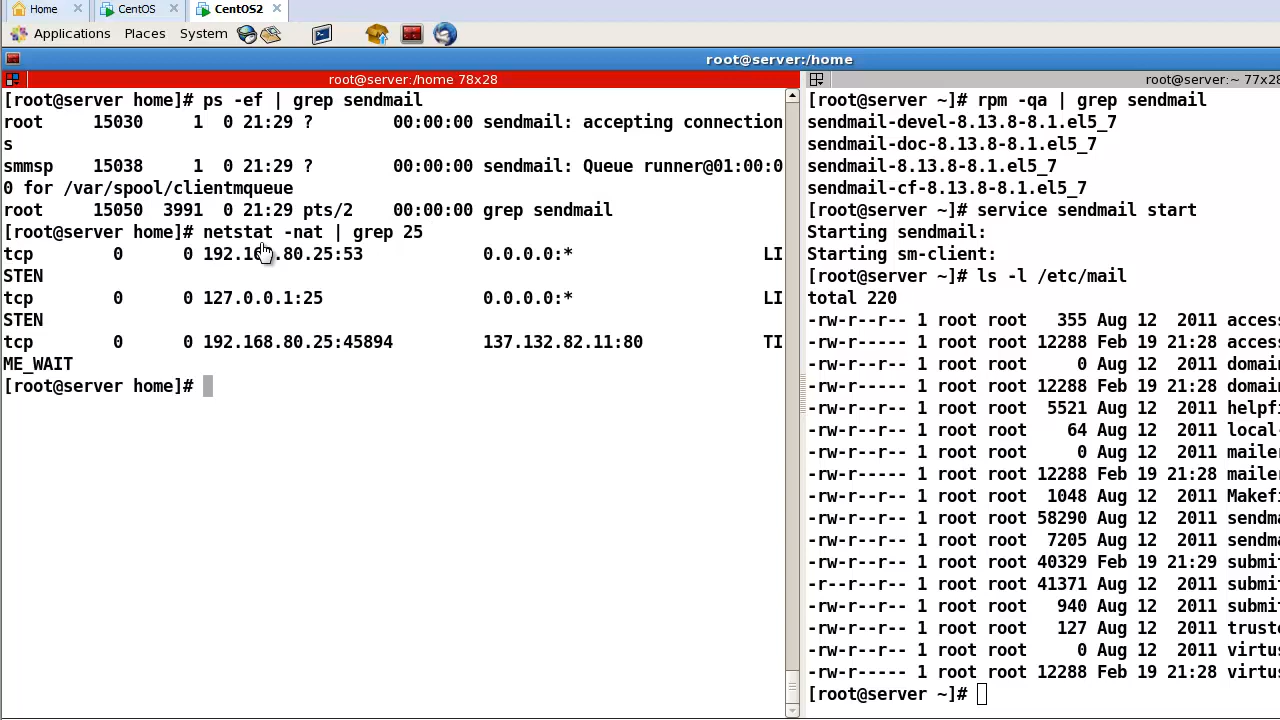 Home
CentOS
CentOS2
Applications Places System
root@server:/home
root@server:/home 78x28
[root@server home]# ps -ef | grep sendmail
root     15030     1  0 21:29 ?        00:00:00 sendmail: accepting connection
s
smmsp    15038     1  0 21:29 ?        00:00:00 sendmail: Queue runner@01:00:0
0 for /var/spool/clientmqueue
root     15050  3991  0 21:29 pts/2    00:00:00 grep sendmail
[root@server home]# netstat -nat | grep 25
tcp        0      0 192.168.80.25:53            0.0.0.0:*                   LI
STEN
tcp        0      0 127.0.0.1:25                0.0.0.0:*                   LI
STEN
tcp        0      0 192.168.80.25:45894         137.132.82.11:80            TI
ME_WAIT
[root@server home]#
root@server:~ 77x28
[root@server ~]# rpm -qa | grep sendmail
sendmail-devel-8.13.8-8.1.el5_7
sendmail-doc-8.13.8-8.1.el5_7
sendmail-8.13.8-8.1.el5_7
sendmail-cf-8.13.8-8.1.el5_7
[root@server ~]# service sendmail start
Starting sendmail:
Starting sm-client:
[root@server ~]# ls -l /etc/mail
total 220
-rw-r--r-- 1 root root   355 Aug 12  2011 acces
-rw-r----- 1 root root 12288 Feb 19 21:28 acces
-rw-r--r-- 1 root root     0 Aug 12  2011 domai
-rw-r----- 1 root root 12288 Feb 19 21:28 domai
-rw-r--r-- 1 root root  5521 Aug 12  2011 helpf
-rw-r--r-- 1 root root    64 Aug 12  2011 local-
-rw-r--r-- 1 root root     0 Aug 12  2011 maile
-rw-r----- 1 root root 12288 Feb 19 21:28 maile
-rw-r--r-- 1 root root  1048 Aug 12  2011 Makef
-rw-r--r-- 1 root root 58290 Aug 12  2011 sendm
-rw-r--r-- 1 root root  7205 Aug 12  2011 sendm
-rw-r--r-- 1 root root 40329 Feb 19 21:29 submi
-r--r--r-- 1 root root 41371 Aug 12  2011 submi
-rw-r--r-- 1 root root   940 Aug 12  2011 submi
-rw-r--r-- 1 root root   127 Aug 12  2011 trust
-rw-r--r-- 1 root root     0 Aug 12  2011 virtu
-rw-r----- 1 root root 12288 Feb 19 21:28 virtu
[root@server ~]#